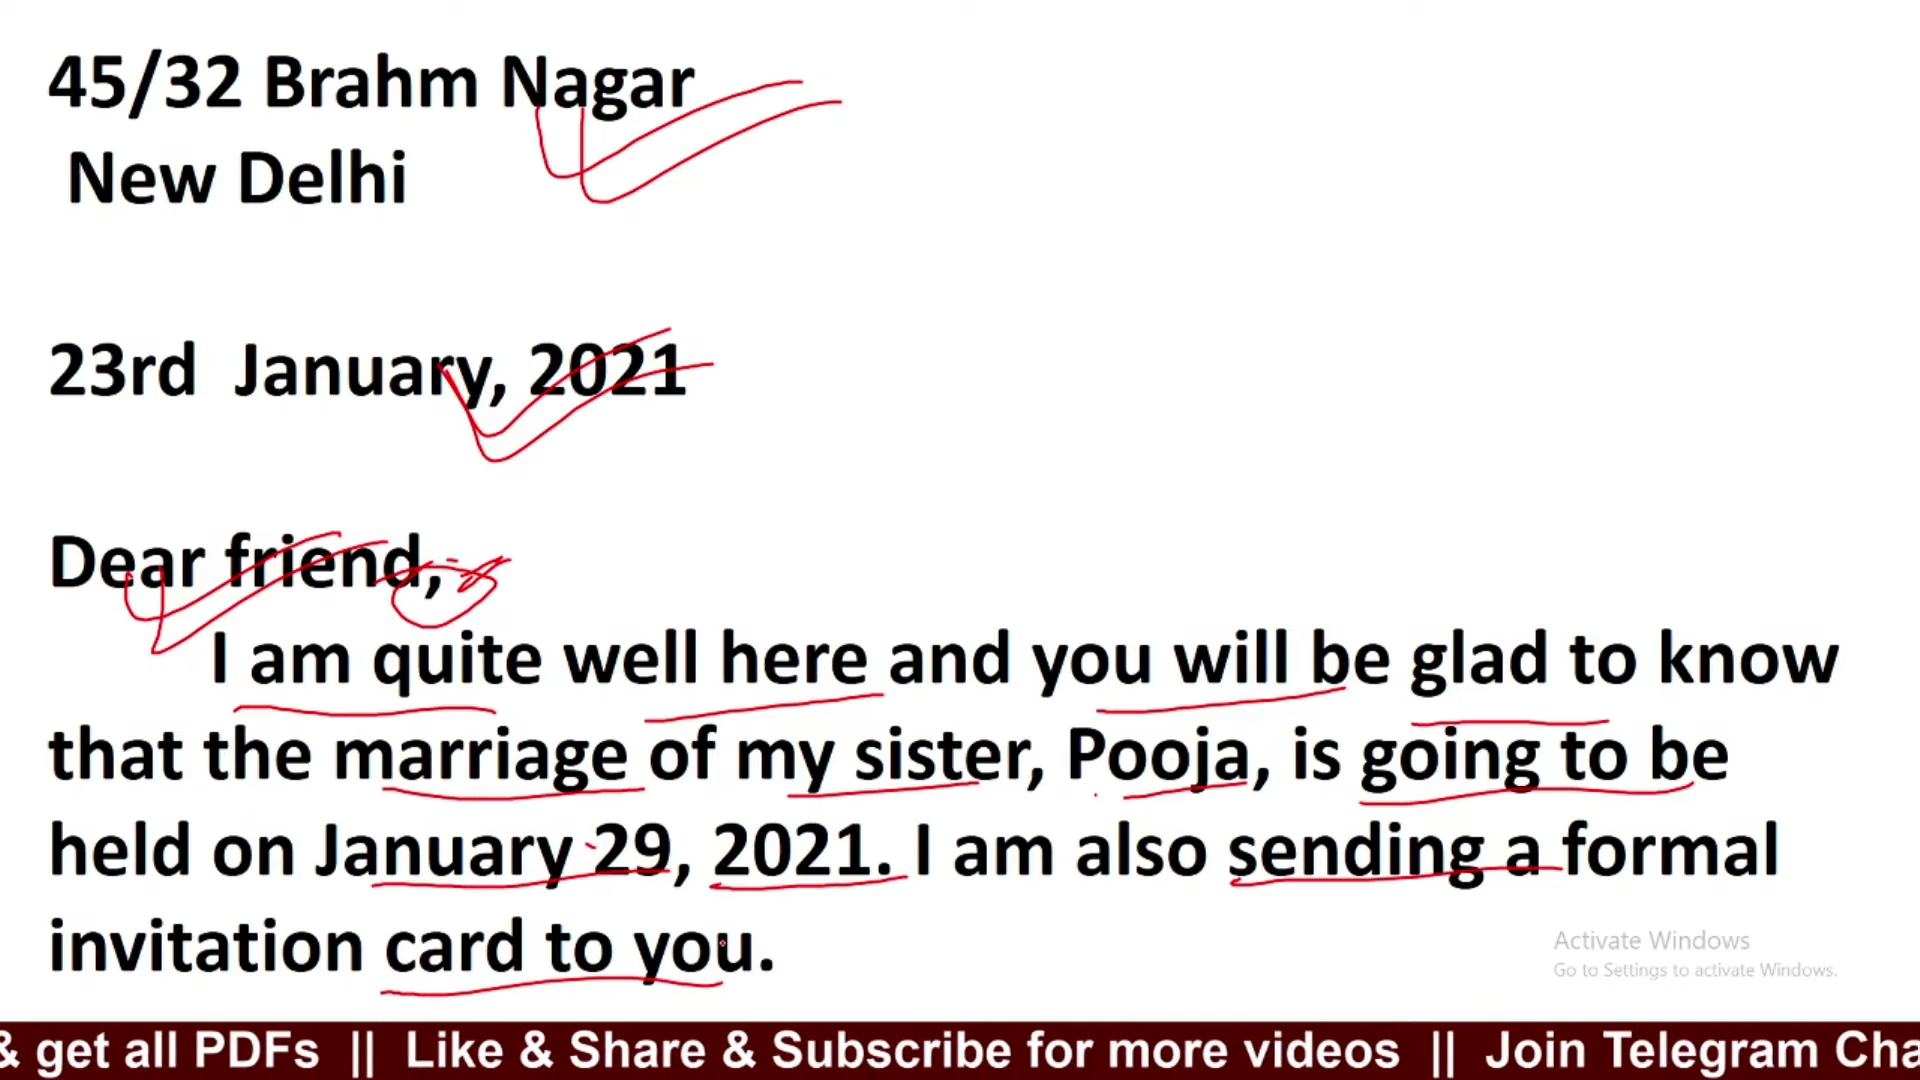 45/32 Brahm Nagar
New Delhi
23rd January, 2021
Dear friend,
I am quite well here and you will be glad to know
that the marriage of my sister, Pooja, is going to be
held on January 29, 2021. I am also sending a formal
invitation card to you.
Activate Windows
Go to Settings to activate Windows.
& get all PDFs || Like & Share & Subscribe for more videos || Join Telegram Cha